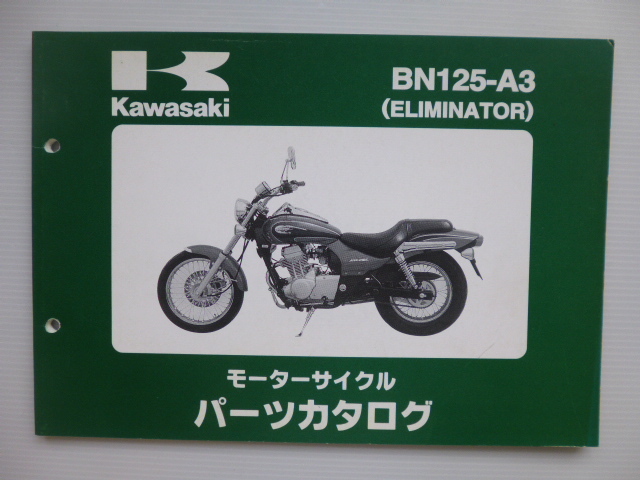 Kawasaki
BN125-A3
(ELIMINATOR)
モーターサイクル
パーツカタログ